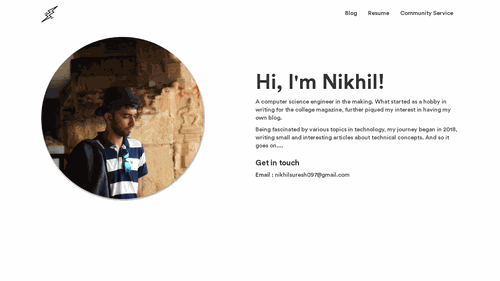 Blog Resume Community Service
Hi, I'm Nikhil!
A computer science engineer in the making. What started as a hobby in
writing for the college magazine, further piqued my interest in having my
own blog.
Being fascinated by various topics in technology, my journey began in 2018,
writing small and interesting articles about technical concepts. And so it
goes on.....
Get in touch
Email : nikhilsuresh097@gmail.com